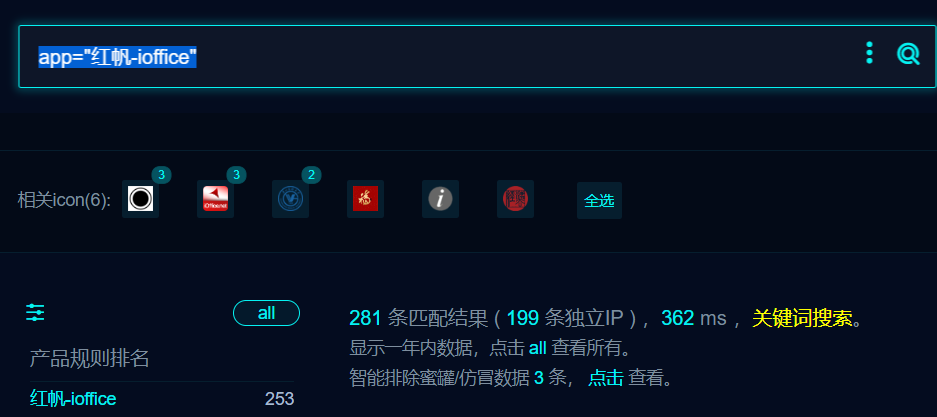 app="红帆-ioffice"
相关icon(6): 3 3 2 全选
iOffice.net
all
281 条匹配结果 ( 199 条独立IP ) ，362 ms ，关键词搜索。
显示一年内数据，点击 all 查看所有。
产品规则排名
智能排除蜜罐/仿冒数据 3 条， 点击 查看。
红帆-ioffice 253